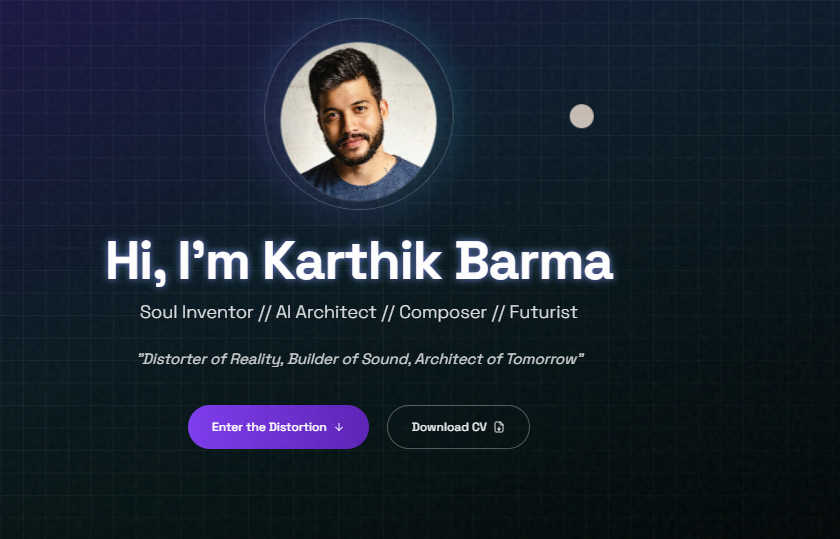 Hi, I’m Karthik Barma
Soul Inventor // AI Architect // Composer // Futurist
"Distorter of Reality, Builder of Sound, Architect of Tomorrow"
Enter the Distortion
Download CV